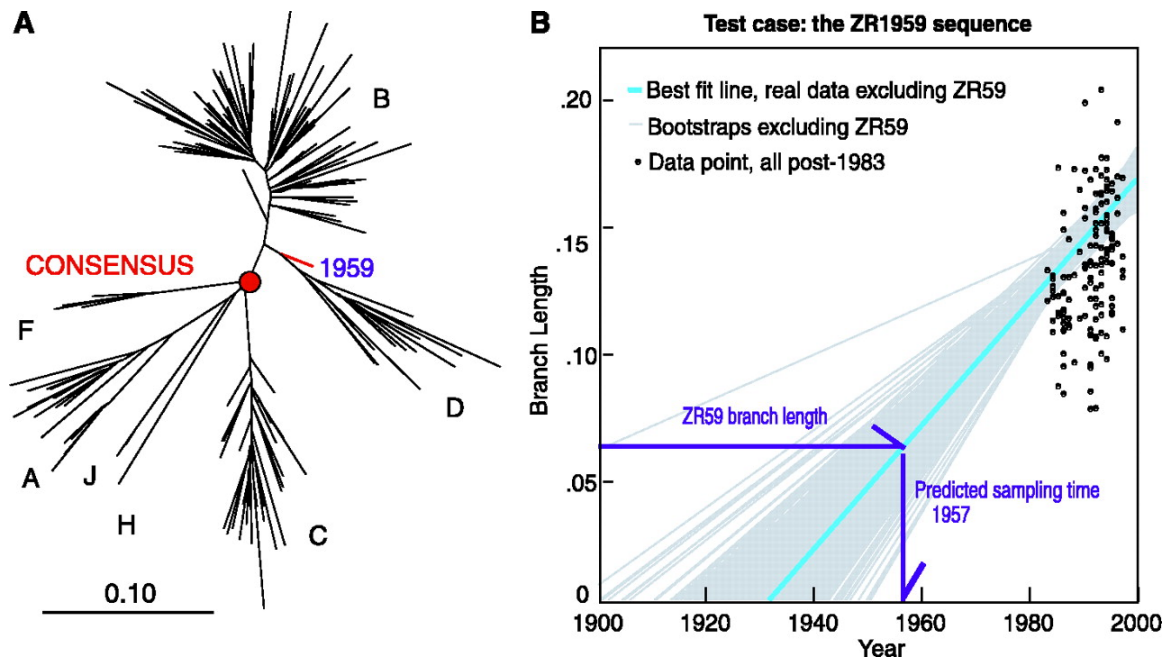 A
B
CONSENSUS
1959
F
D
A
J
H
C
0.10
B
Test case: the ZR1959 sequence
Best fit line, real data excluding ZR59
Bootstraps excluding ZR59
Data point, all post-1983
.20
.15
.10
.05
0
Branch Length
ZR59 branch length
Predicted sampling time
1957
1900 1920 1940 1960 1980 2000
Year